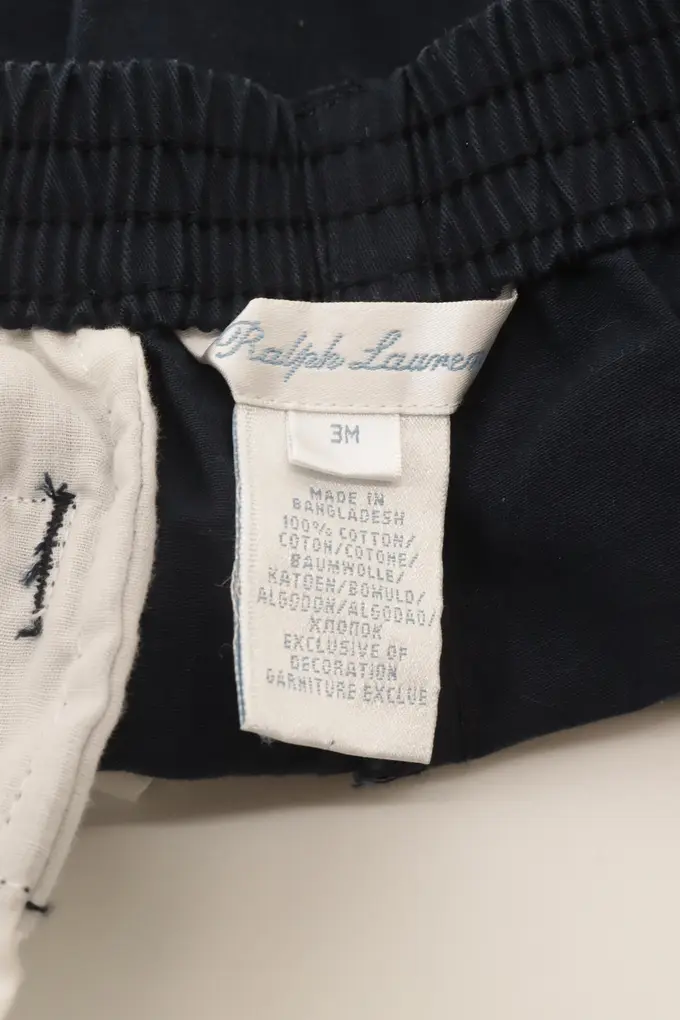 Ralph Lauren
3M
MADE IN
BANGLADESH
100% COTTON/
COTON/COTONE/
BAUMWOLLE/
KATOEN/BOMULD/
ALGODON/ALGODAO/
ХЛОПОК
EXCLUSIVE OF
DECORATION
GARNITURE EXCLUE